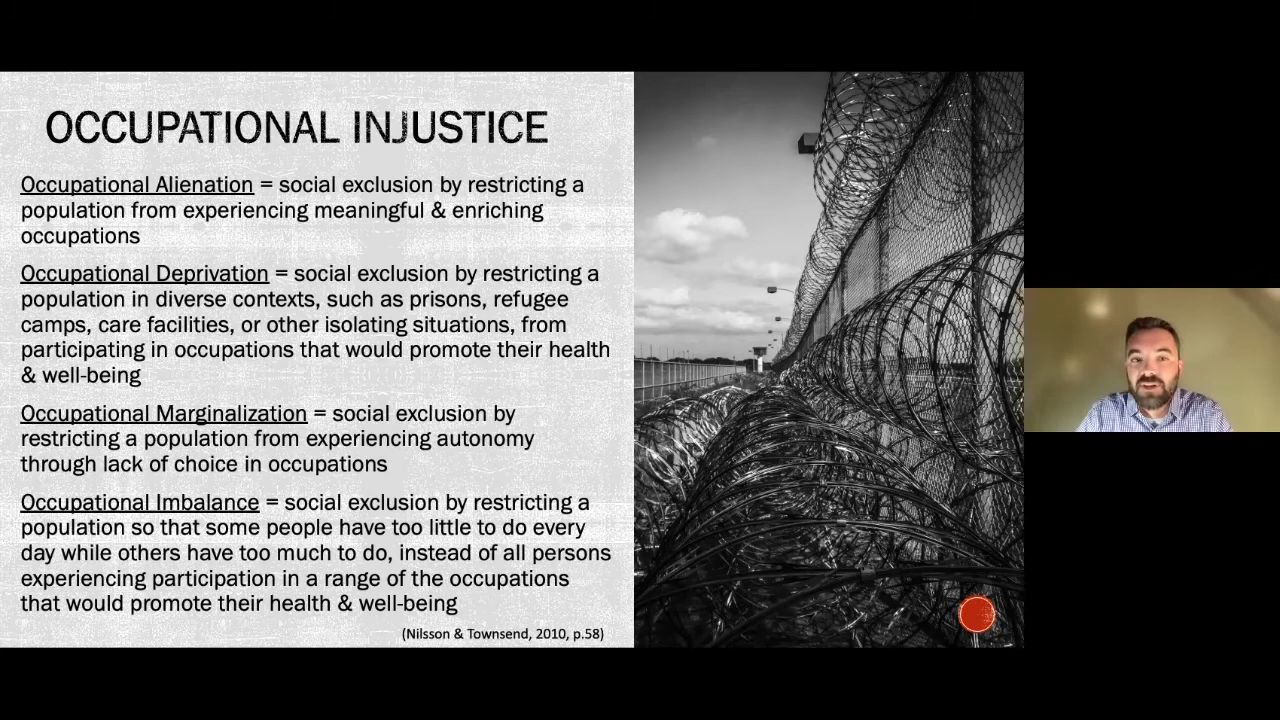 OCCUPATIONAL INJUSTICE
Occupational Alienation = social exclusion by restricting a
population from experiencing meaningful & enriching
occupations
Occupational Deprivation = social exclusion by restricting a
population in diverse contexts, such as prisons, refugee
camps, care facilities, or other isolating situations, from
participating in occupations that would promote their health
& well-being
Occupational Marginalization = social exclusion by
restricting a population from experiencing autonomy
through lack of choice in occupations
Occupational Imbalance = social exclusion by restricting a
population so that some people have too little to do every
day while others have too much to do, instead of all persons
experiencing participation in a range of the occupations
that would promote their health & well-being
(Nilsson & Townsend, 2010, p.58)